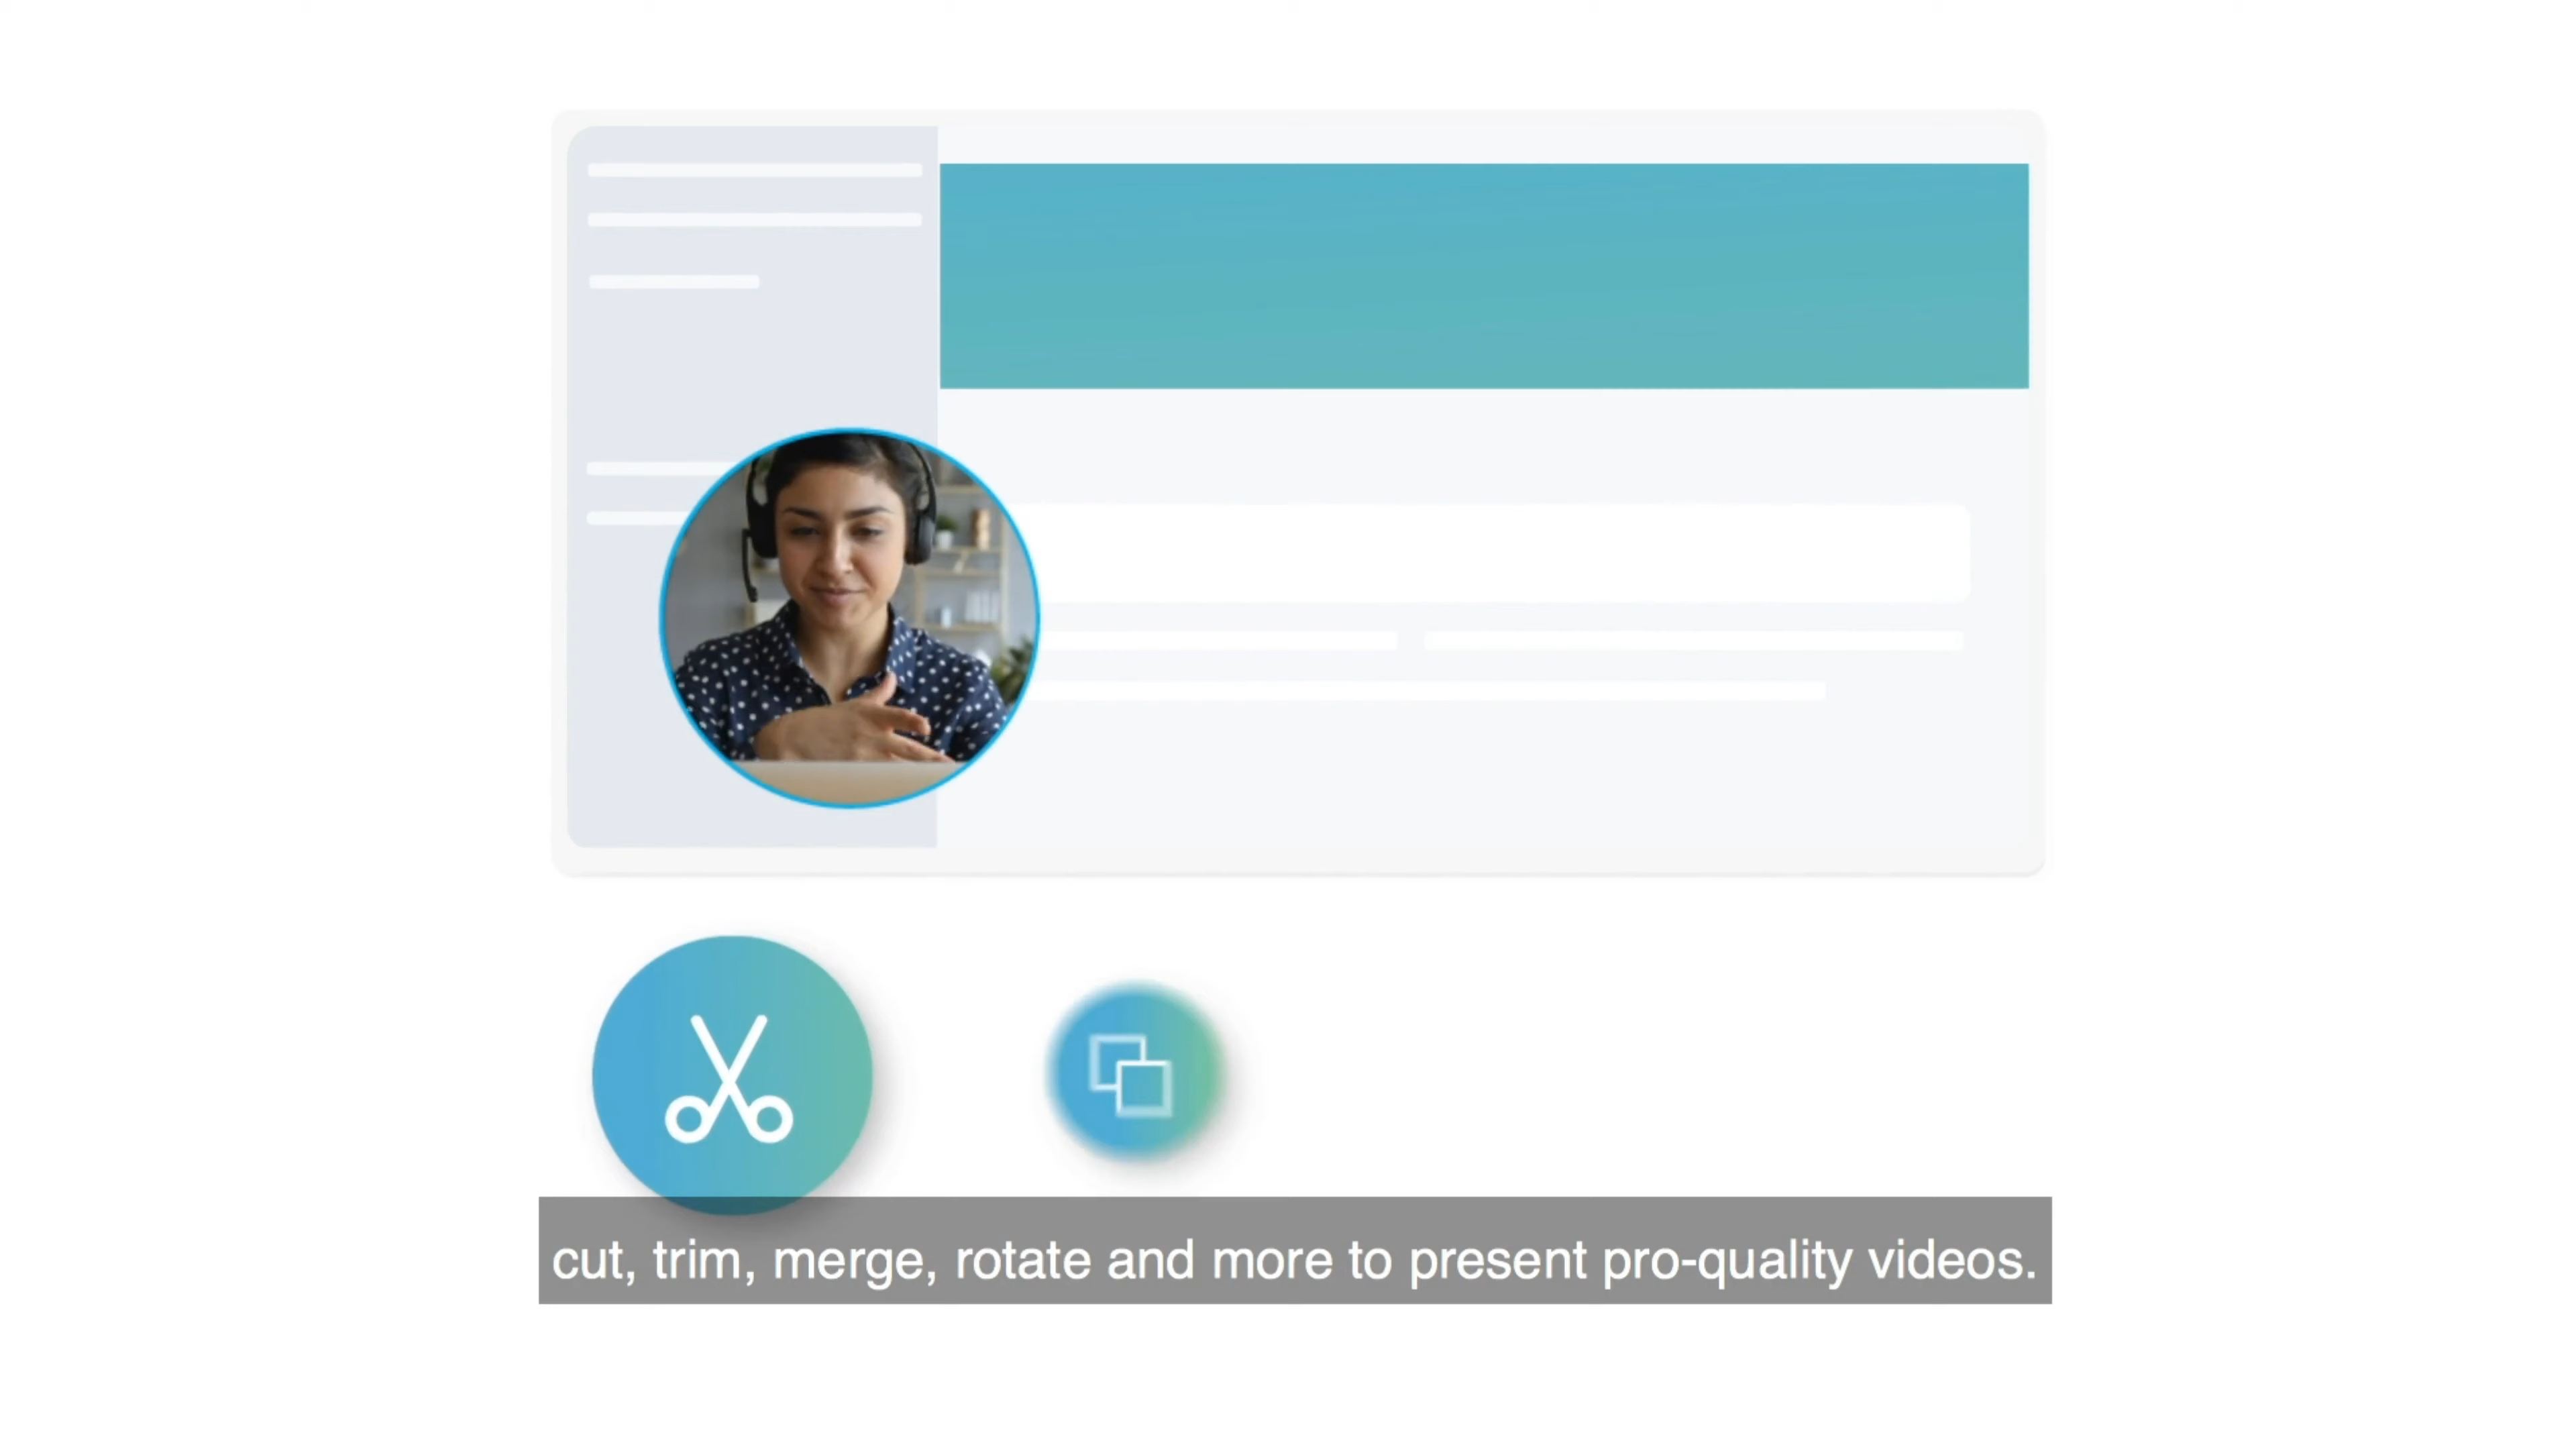 cut, trim, merge, rotate and more to present pro-quality videos.